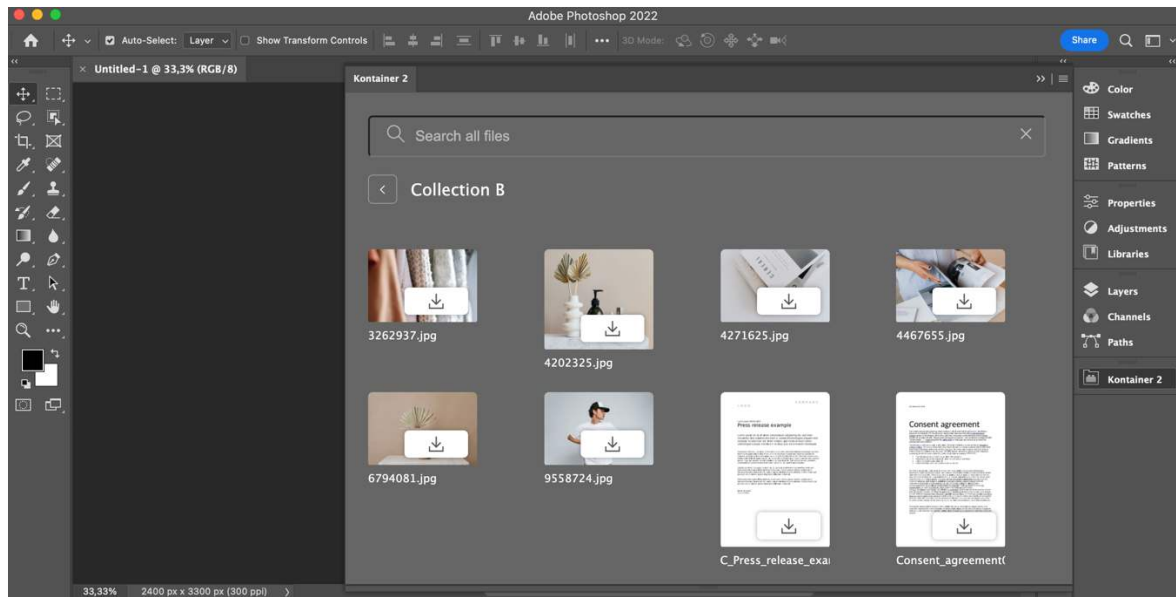 Adobe Photoshop 2022
Auto-Select: Layer Show Transform Controls 3D Mode: Share
Untitled-1 @ 33,3% (RGB/8)
Kontainer 2
Search all files
Collection B
3262937.jpg
4202325.jpg
4271625.jpg
4467655.jpg
6794081.jpg
9558724.jpg
Press release example
C_Press_release_exa
Consent agreement
Consent_agreement(
Color
Swatches
Gradients
Patterns
Properties
Adjustments
Libraries
Layers
Channels
Paths
Kontainer 2
33,33% 2400 px x 3300 px (300 ppi)